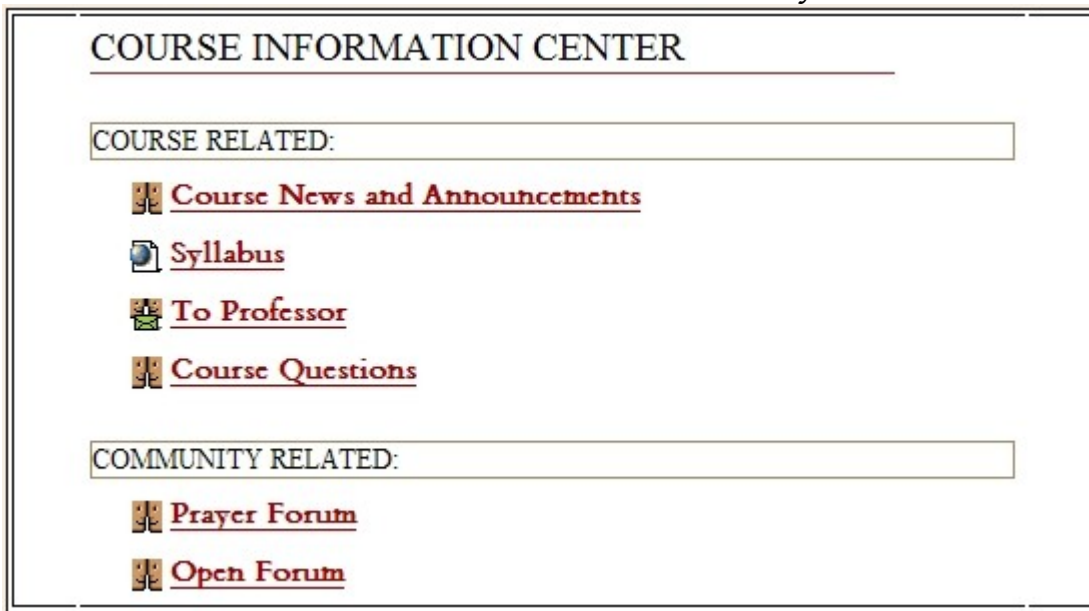 COURSE INFORMATION CENTER
COURSE RELATED:
Course News and Announcements
Syllabus
To Professor
Course Questions
COMMUNITY RELATED:
Prayer Forum
Open Forum